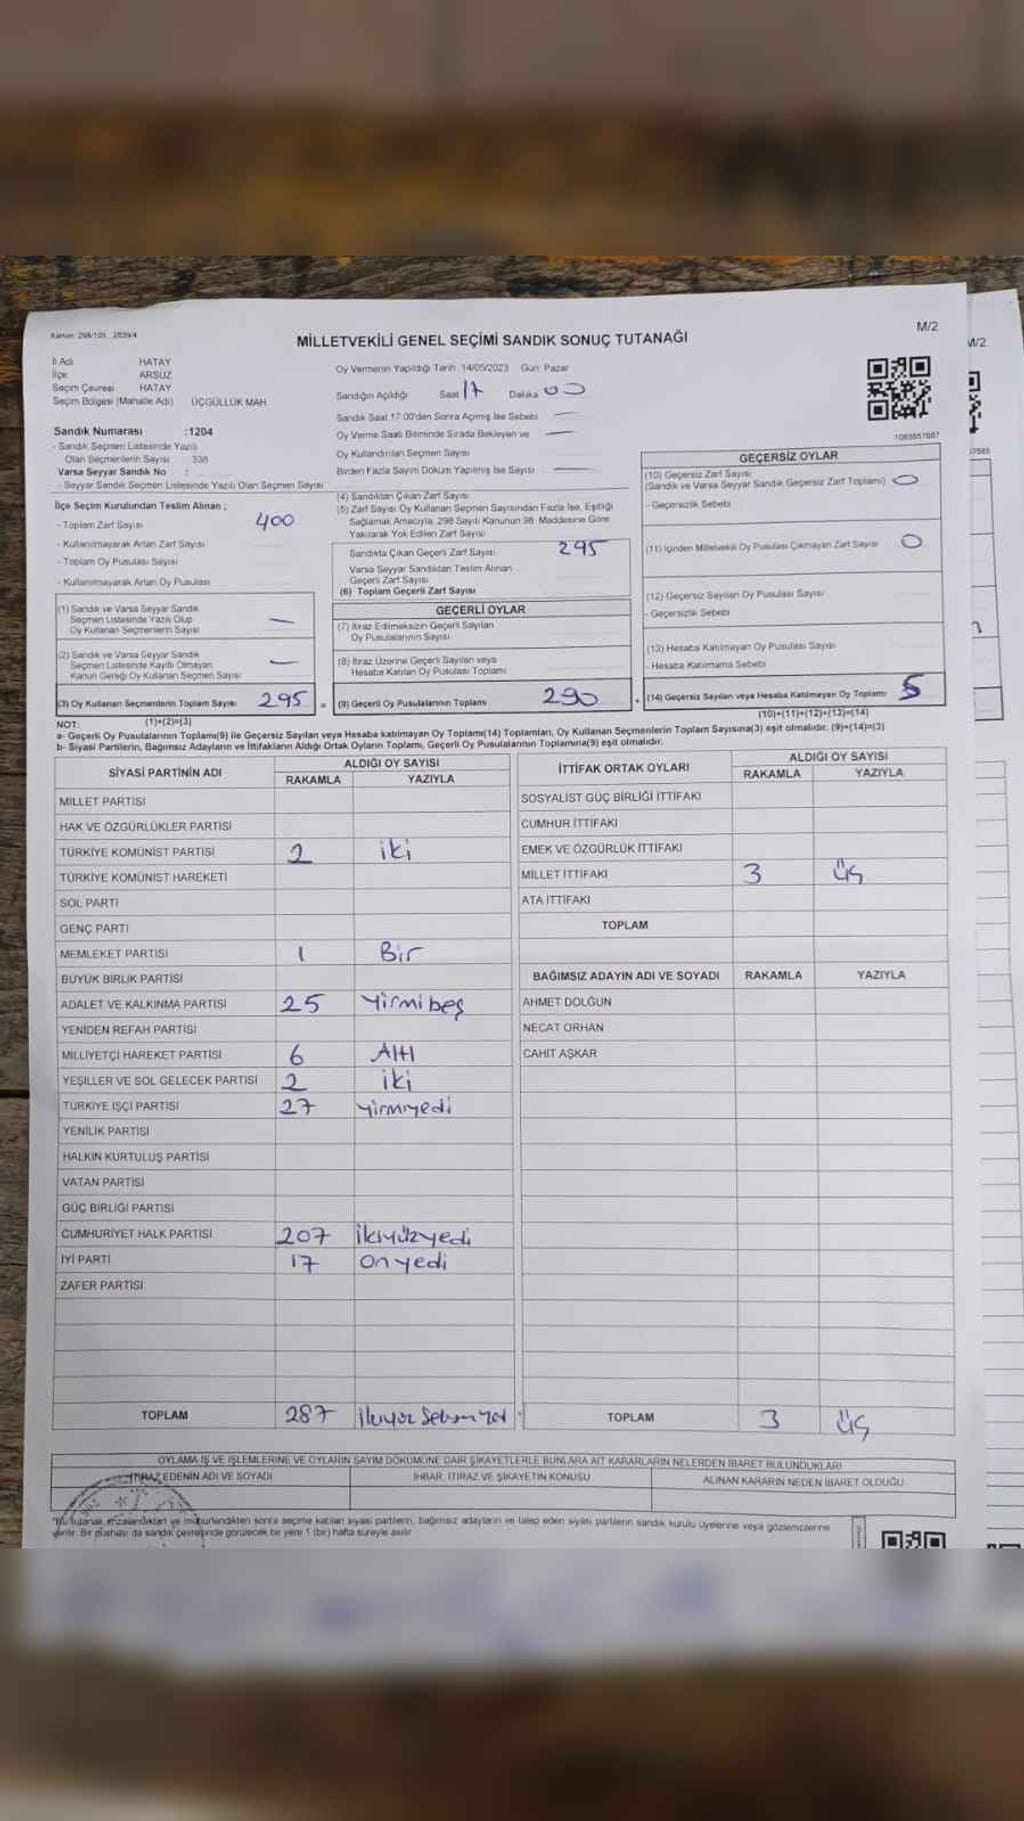 Kanun: 298/105, 2839/4
M/2
MİLLETVEKİLİ GENEL SEÇİMİ SANDIK SONUÇ TUTANAĞI
M/2
İl Adı HATAY
İlçe ARSUZ
Seçim Çevresi HATAY
Seçim Bölgesi (Mahalle Adı) ÜÇGÜLLÜK MAH
Sandık Numarası :1204
- Sandık Seçmen Listesinde Yazılı
Olan Seçmenlerin Sayısı 338
Varsa Seyyar Sandık No :
- Seyyar Sandık Seçmen Listesinde Yazılı Olan Seçmen Sayısı
Oy Vermenin Yapıldığı Tarih 14/05/2023 Gün: Pazar
Sandığın Açıldığı Saat 17 Dakika 00
Sandık Saat 17:00'dan Sonra Açılmış İse Sebebi —
Oy Verme Saati Bitiminde Sırada Bekleyen ve —
Oy Kullandırılan Seçmen Sayısı
Birden Fazla Sayım Döküm Yapılmış İse Sayısı —
1083557887
İlçe Seçim Kurulundan Teslim Alınan ;
- Toplam Zarf Sayısı 400
- Kullanılmayarak Artan Zarf Sayısı
- Toplam Oy Pusulası Sayısı
- Kullanılmayarak Artan Oy Pusulası
(4) Sandıktan Çıkan Zarf Sayısı
(5) Zarf Sayısı Oy Kullanan Seçmen Sayısından Fazla İse, Eşitliği
Sağlamak Amacıyla, 298 Sayılı Kanunun 98. Maddesine Göre
Yakılarak Yok Edilen Zarf Sayısı
Sandıkta Çıkan Geçerli Zarf Sayısı 295
Varsa Seyyar Sandıktan Teslim Alınan
Geçerli Zarf Sayısı
(6) Toplam Geçerli Zarf Sayısı
GEÇERSİZ OYLAR
(10) Geçersiz Zarf Sayısı
(Sandık ve Varsa Seyyar Sandık Geçersiz Zarf Toplamı) 0
- Geçersizlik Sebebi
(11) İçinden Milletvekili Oy Pusulası Çıkmayan Zarf Sayısı 0
(12) Geçersiz Sayılan Oy Pusulası Sayısı
- Geçersizlik Sebebi
(13) Hesaba Katılmayan Oy Pusulası Sayısı
- Hesaba Katılmama Sebebi
(14) Geçersiz Sayılan veya Hesaba Katılmayan Oy Toplamı 5
(10)+(11)+(12)+(13)=(14)
(1) Sandık ve Varsa Seyyar Sandık
Seçmen Listesinde Yazılı Olup
Oy Kullanan Seçmenlerin Sayısı —
(2) Sandık ve Varsa Seyyar Sandık
Seçmen Listesinde Kayıtlı Olmayan
Kanun Gereği Oy Kullanan Seçmen Sayısı —
(3) Oy Kullanan Seçmenlerin Toplam Sayısı 295 =
(1)+(2)=(3)
GEÇERLİ OYLAR
(7) İtiraz Edilmeksizin Geçerli Sayılan
Oy Pusulalarının Sayısı
(8) İtiraz Üzerine Geçerli Sayılan veya
Hesaba Katılan Oy Pusulası Toplamı
(9) Geçerli Oy Pusulalarının Toplamı 290 +
NOT:
a- Geçerli Oy Pusulalarının Toplamı(9) ile Geçersiz Sayılan veya Hesaba katılmayan Oy Toplamı(14) Toplamları, Oy Kullanan Seçmenlerin Toplam Sayısına(3) eşit olmalıdır. (9)+(14)=(3)
b- Siyasi Partilerin, Bağımsız Adayların ve İttifakların Aldığı Ortak Oyların Toplamı, Geçerli Oy Pusulalarının Toplamına(9) eşit olmalıdır.
SİYASİ PARTİNİN ADI ALDIĞI OY SAYISI
RAKAMLA YAZIYLA
MİLLET PARTİSİ
HAK VE ÖZGÜRLÜKLER PARTİSİ
TÜRKİYE KOMÜNİST PARTİSİ 2 iki
TÜRKİYE KOMÜNİST HAREKETİ
SOL PARTİ
GENÇ PARTİ
MEMLEKET PARTİSİ 1 Bir
BÜYÜK BİRLİK PARTİSİ
ADALET VE KALKINMA PARTİSİ 25 Yirmibeş
YENİDEN REFAH PARTİSİ
MİLLİYETÇİ HAREKET PARTİSİ 6 Altı
YEŞİLLER VE SOL GELECEK PARTİSİ 2 iki
TÜRKİYE İŞÇİ PARTİSİ 27 yirmiyedi
YENİLİK PARTİSİ
HALKIN KURTULUŞ PARTİSİ
VATAN PARTİSİ
GÜÇ BİRLİĞİ PARTİSİ
CUMHURİYET HALK PARTİSİ 207 ikiyüzyedi
İYİ PARTİ 17 onyedi
ZAFER PARTİSİ
TOPLAM 287
İTTİFAK ORTAK OYLARI ALDIĞI OY SAYISI
RAKAMLA YAZIYLA
SOSYALİST GÜÇ BİRLİĞİ İTTİFAKI
CUMHUR İTTİFAKI
EMEK VE ÖZGÜRLÜK İTTİFAKI
MİLLET İTTİFAKI 3 üç
ATA İTTİFAKI
TOPLAM
BAĞIMSIZ ADAYIN ADI VE SOYADI RAKAMLA YAZIYLA
AHMET DOLĞUN
NECAT ORHAN
CAHİT AŞKAR
TOPLAM 3 üç
OYLAMA İŞ VE İŞLEMLERİNE VE OYLARIN SAYIM DÖKÜMÜNE DAİR ŞİKAYETLERLE BUNLARA AİT KARARLARIN NELERDEN İBARET BULUNDUKLARI
İTİRAZ EDENİN ADI VE SOYADI İHBAR, İTİRAZ VE ŞİKAYETİN KONUSU ALINAN KARARIN NEDEN İBARET OLDUĞU
"Bu tutanak imzalandıktan ve mühürlendikten sonra seçime katılan siyasi partilerin, bağımsız adayların ve talep eden siyasi partilerin sandık kurulu üyelerine veya gözlemcilerine
verilir. Bir nüshası da sandık çevresinde görülecek bir yere 1 (bir) hafta süreyle asılır